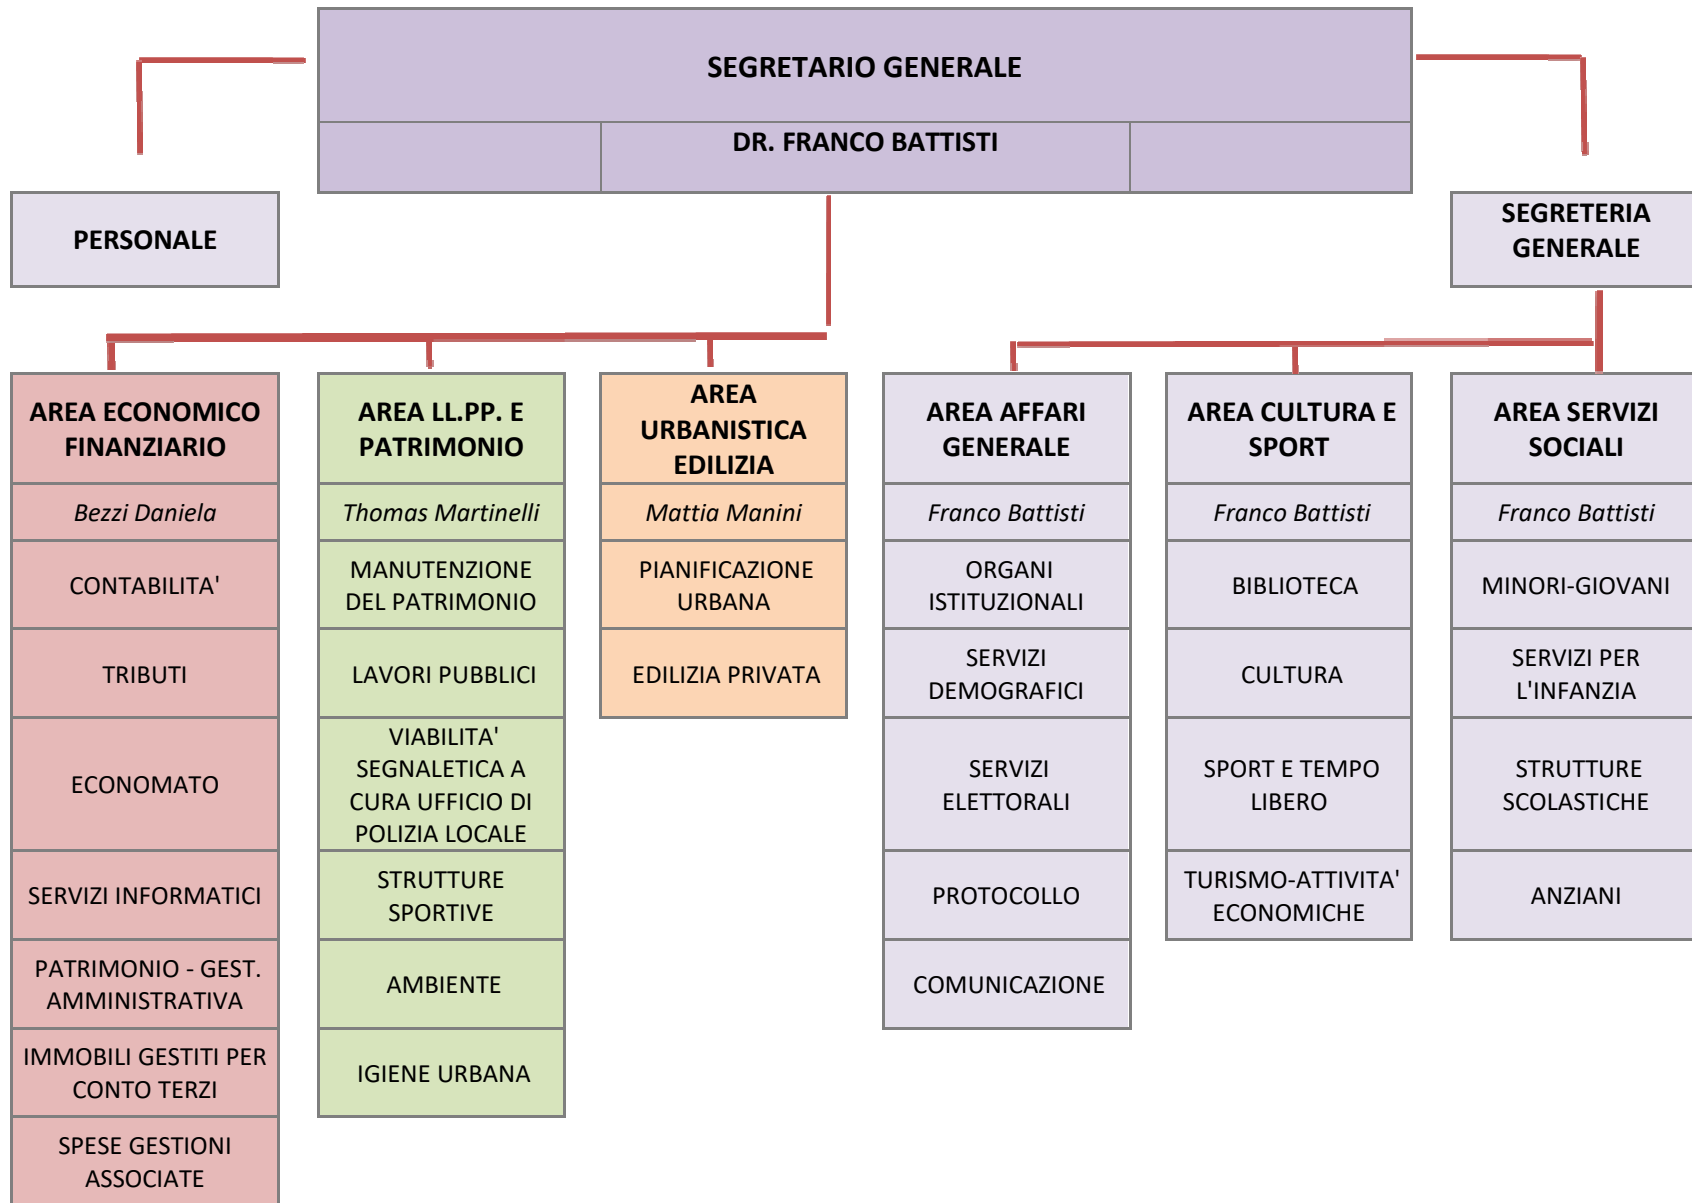 SEGRETARIO GENERALE
DR. FRANCO BATTISTI
PERSONALE
SEGRETERIA
GENERALE
AREA ECONOMICO
FINANZIARIO
Bezzi Daniela
CONTABILITA'
TRIBUTI
ECONOMATO
SERVIZI INFORMATICI
PATRIMONIO - GEST.
AMMINISTRATIVA
IMMOBILI GESTITI PER
CONTO TERZI
SPESE GESTIONI
ASSOCIATE
AREA LL.PP. E
PATRIMONIO
Thomas Martinelli
MANUTENZIONE
DEL PATRIMONIO
LAVORI PUBBLICI
VIABILITA'
SEGNALETICA A
CURA UFFICIO DI
POLIZIA LOCALE
STRUTTURE
SPORTIVE
AMBIENTE
IGIENE URBANA
AREA
URBANISTICA
EDILIZIA
Mattia Manini
PIANIFICAZIONE
URBANA
EDILIZIA PRIVATA
AREA AFFARI
GENERALE
Franco Battisti
ORGANI
ISTITUZIONALI
SERVIZI
DEMOGRAFICI
SERVIZI
ELETTORALI
PROTOCOLLO
COMUNICAZIONE
AREA CULTURA E
SPORT
Franco Battisti
BIBLIOTECA
CULTURA
SPORT E TEMPO
LIBERO
TURISMO-ATTIVITA'
ECONOMICHE
AREA SERVIZI
SOCIALI
Franco Battisti
MINORI-GIOVANI
SERVIZI PER
L'INFANZIA
STRUTTURE
SCOLASTICHE
ANZIANI